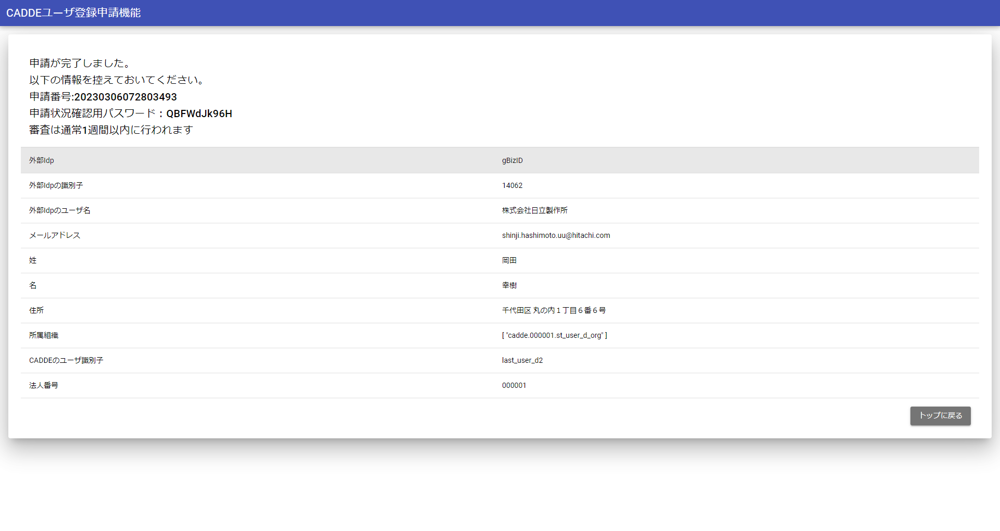 CADDEユーザ登録申請機能
申請が完了しました。
以下の情報を控えておいてください。
申請番号:20230306072803493
申請状況確認用パスワード：QBFWdJk96H
審査は通常1週間以内に行われます
外部Idp gBizID
外部Idpの識別子 14062
外部Idpのユーザ名 株式会社日立製作所
メールアドレス shinji.hashimoto.uu@hitachi.com
姓 岡田
名 幸樹
住所 千代田区 丸の内１丁目６番６号
所属組織 [ "cadde.000001.st_user_d_org" ]
CADDEのユーザ識別子 last_user_d2
法人番号 000001
トップに戻る